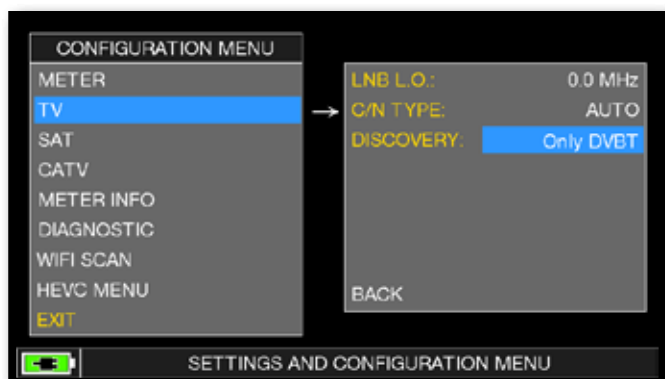 CONFIGURATION MENU
METER
TV
SAT
CATV
METER INFO
DIAGNOSTIC
WIFI SCAN
HEVC MENU
EXIT
LNB L.O.: 0.0 MHz
C/N TYPE: AUTO
DISCOVERY: Only DVBT
BACK
SETTINGS AND CONFIGURATION MENU